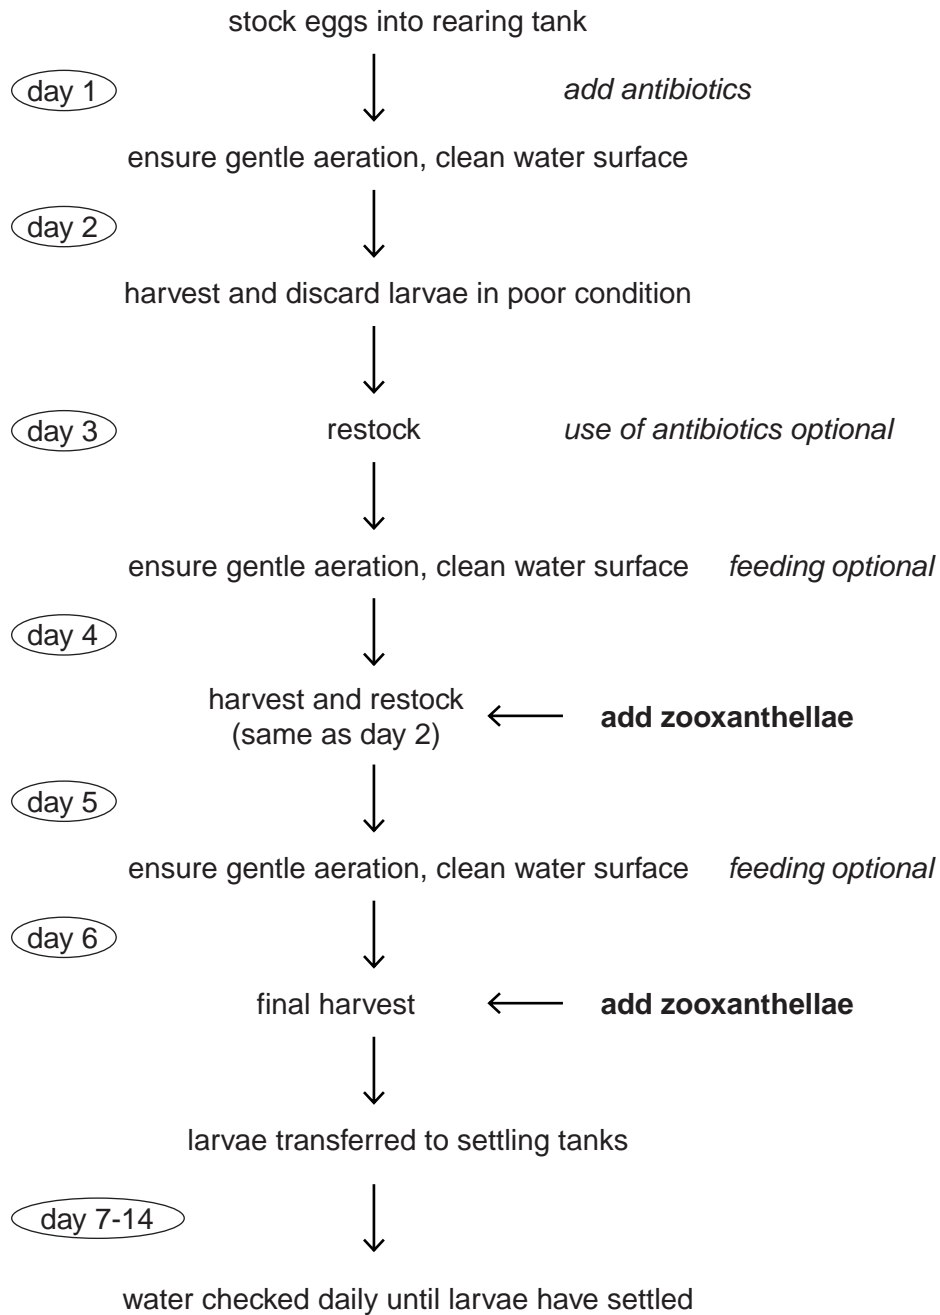 stock eggs into rearing tank
day 1
add antibiotics
ensure gentle aeration, clean water surface
day 2
harvest and discard larvae in poor condition
day 3
restock
use of antibiotics optional
ensure gentle aeration, clean water surface
feeding optional
day 4
harvest and restock
(same as day 2)
add zooxanthellae
day 5
ensure gentle aeration, clean water surface
feeding optional
day 6
final harvest
add zooxanthellae
larvae transferred to settling tanks
day 7-14
water checked daily until larvae have settled